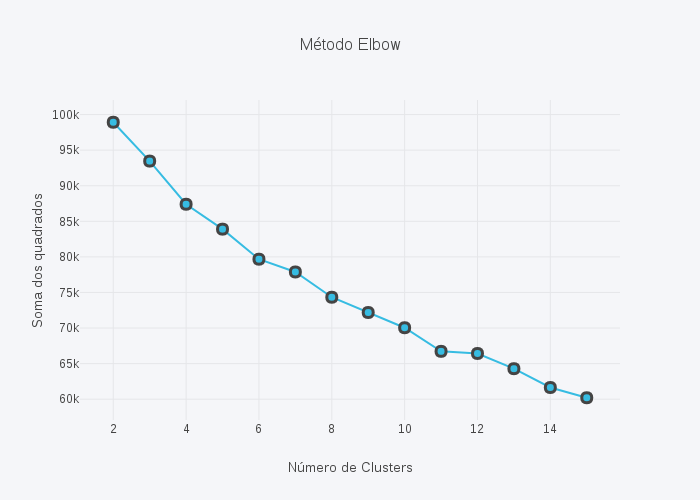 Método Elbow
100k
95k
90k
85k
80k
75k
70k
65k
60k
Soma dos quadrados
2 4 6 8 10 12 14
Número de Clusters